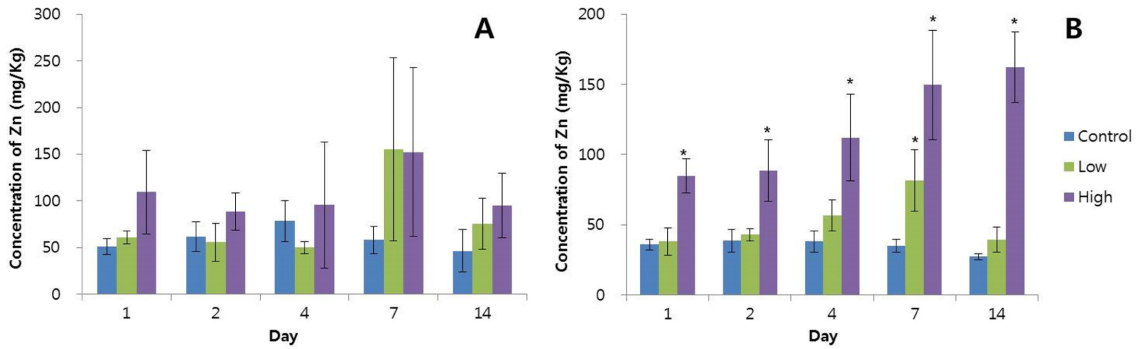 A
Concentration of Zn (mg/Kg)
300
250
200
150
100
50
0
1 2 4 7 14
Day
B
Concentration of Zn (mg/Kg)
200
150
100
50
0
* * * * * *
1 2 4 7 14
Day
Control
Low
High